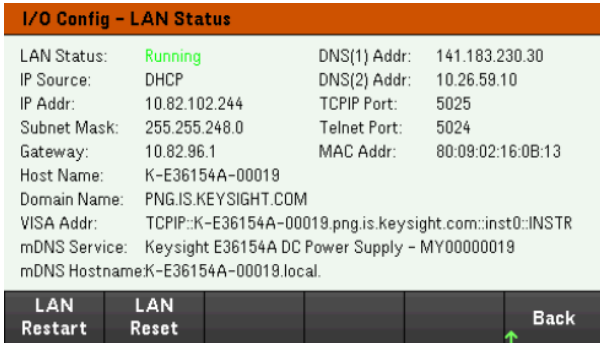 I/O Config - LAN Status
LAN Status: Running DNS(1) Addr: 141.183.230.30
IP Source: DHCP DNS(2) Addr: 10.26.59.10
IP Addr: 10.82.102.244 TCPIP Port: 5025
Subnet Mask: 255.255.248.0 Telnet Port: 5024
Gateway: 10.82.96.1 MAC Addr: 80:09:02:16:0B:13
Host Name: K-E36154A-00019
Domain Name: PNG.IS.KEYSIGHT.COM
VISA Addr: TCPIP::K-E36154A-00019.png.is.keysight.com::inst0::INSTR
mDNS Service: Keysight E36154A DC Power Supply - MY00000019
mDNS Hostname:K-E36154A-00019.local.
LAN Restart LAN Reset Back